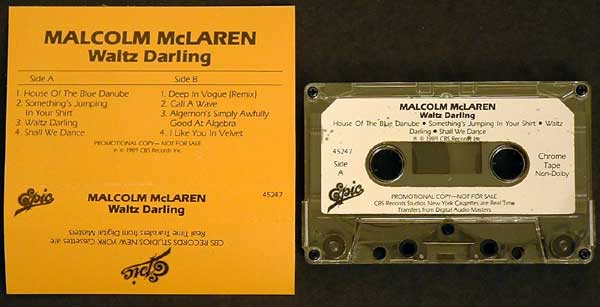 MALCOLM McLAREN
Waltz Darling
Side A
1. House Of The Blue Danube
2. Something's Jumping
In Your Shirt
3. Waltz Darling
4. Shall We Dance
Side B
1. Deep In Vogue (Remix)
2. Call A Wave
3. Algernon's Simply Awfully
Good At Algebra
4. I Like You In Velvet
PROMOTIONAL COPY— NOT FOR SALE
℗ © 1989 CBS Records Inc.
Epic
MALCOLM McLAREN
Waltz Darling
45247
CBS RECORDS STUDIOS NEW YORK Cassettes are
Real Time Transfers from Digital Masters
Epic
MALCOLM McLAREN
Waltz Darling
House Of The Blue Danube • Something's Jumping In Your Shirt • Waltz
Darling • Shall We Dance
℗ © 1989 CBS Records Inc.
45247
Side
A
Chrome
Tape
Non-Dolby
Epic
PROMOTIONAL COPY—NOT FOR SALE
CBS Records Studios New York Cassettes are Real Time
Transfers from Digital Audio Masters